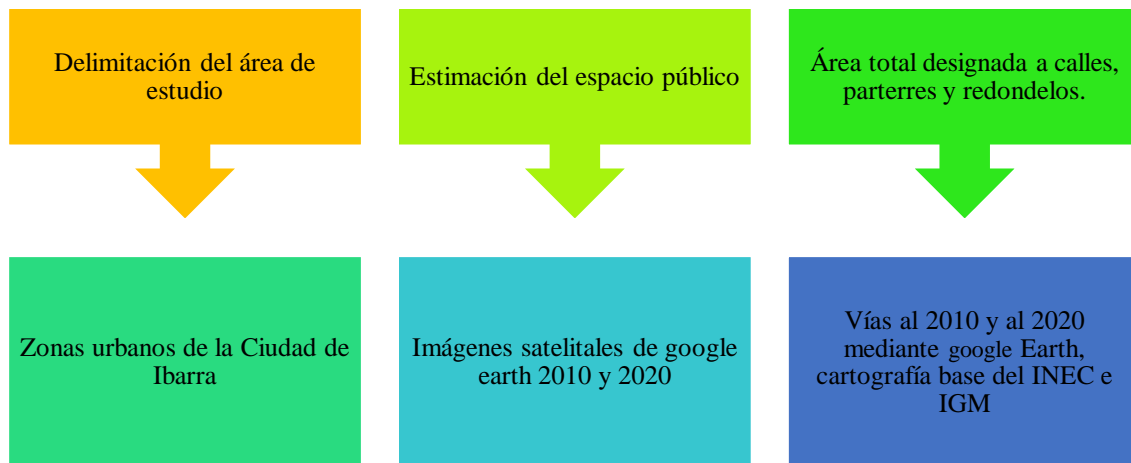 Delimitación del área de
estudio
Estimación del espacio público
Área total designada a calles,
parterres y redondelos.
Zonas urbanos de la Ciudad de
Ibarra
Imágenes satelitales de google
earth 2010 y 2020
Vías al 2010 y al 2020
mediante google Earth,
cartografía base del INEC e
IGM